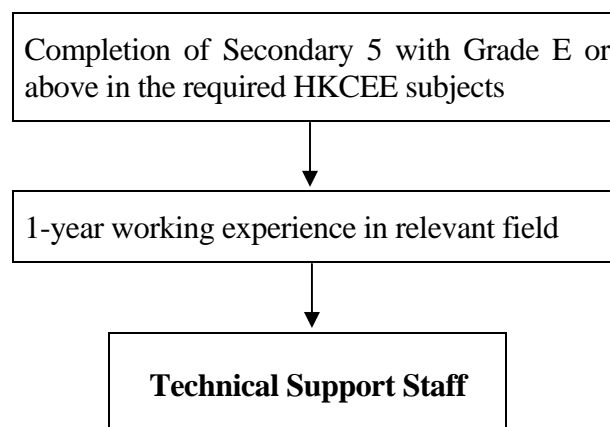 Completion of Secondary 5 with Grade E or
above in the required HKCEE subjects
1-year working experience in relevant field
Technical Support Staff